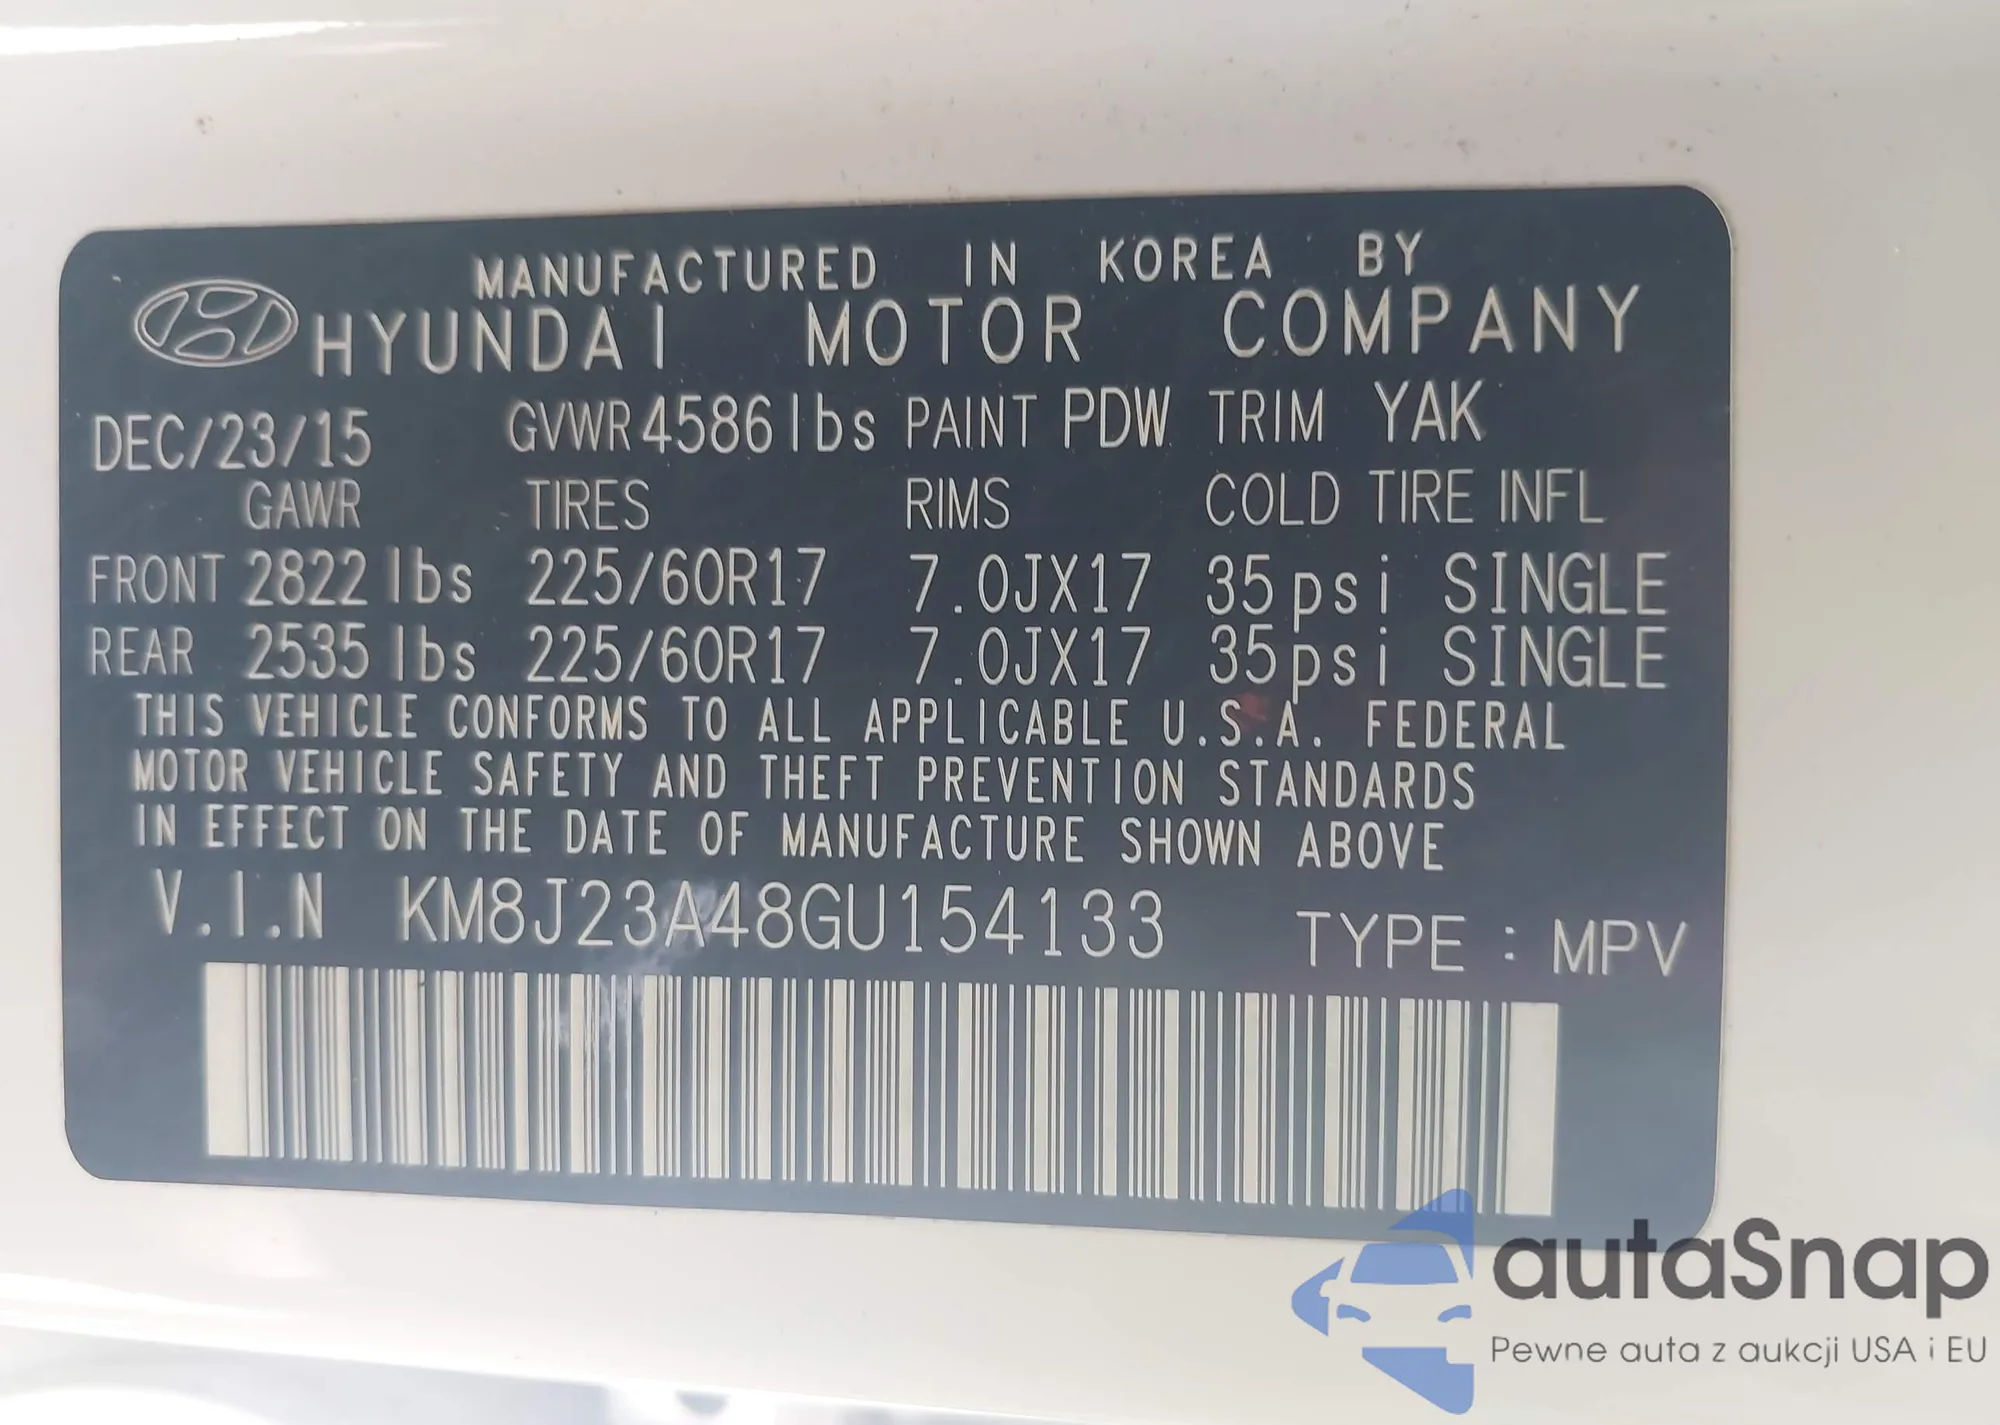 MANUFACTURED IN KOREA BY
HYUNDAI MOTOR COMPANY
DEC/23/15 GVWR 4586lbs PAINT PDW TRIM YAK
GAWR TIRES RIMS COLD TIRE INFL
FRONT 2822 lbs 225/60R17 7.0JX17 35psi SINGLE
REAR 2535 lbs 225/60R17 7.0JX17 35psi SINGLE
THIS VEHICLE CONFORMS TO ALL APPLICABLE U.S.A. FEDERAL
MOTOR VEHICLE SAFETY AND THEFT PREVENTION STANDARDS
IN EFFECT ON THE DATE OF MANUFACTURE SHOWN ABOVE
V.I.N KM8J23A48GU154133 TYPE : MPV
autaSnap
Pewne auta z aukcji USA i EU